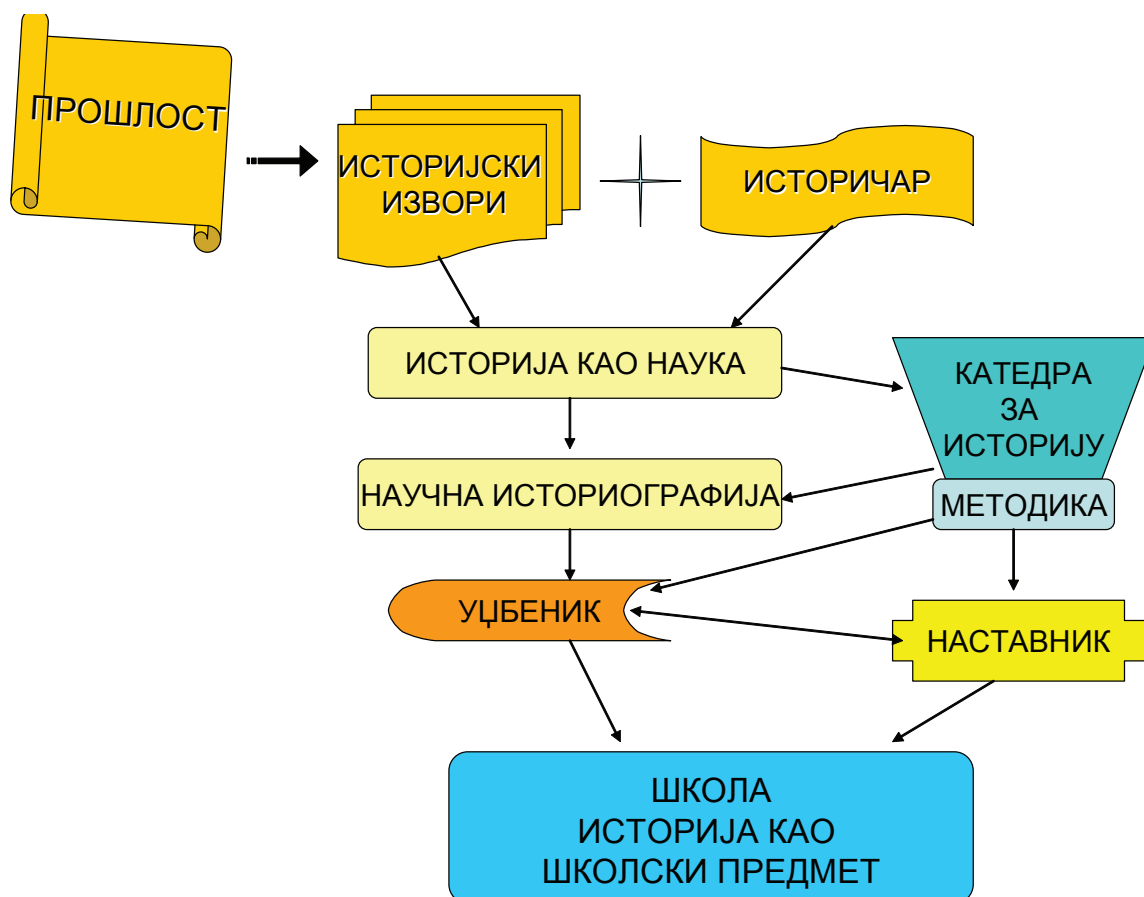 ПРОШЛОСТ
ИСТОРИЈСКИ
ИЗВОРИ
ИСТОРИЧАР
ИСТОРИЈА КАО НАУКА
КАТЕДРА
ЗА
ИСТОРИЈУ
НАУЧНА ИСТОРИОГРАФИЈА
МЕТОДИКА
УЏБЕНИК
НАСТАВНИК
ШКОЛА
ИСТОРИЈА КАО
ШКОЛСКИ ПРЕДМЕТ